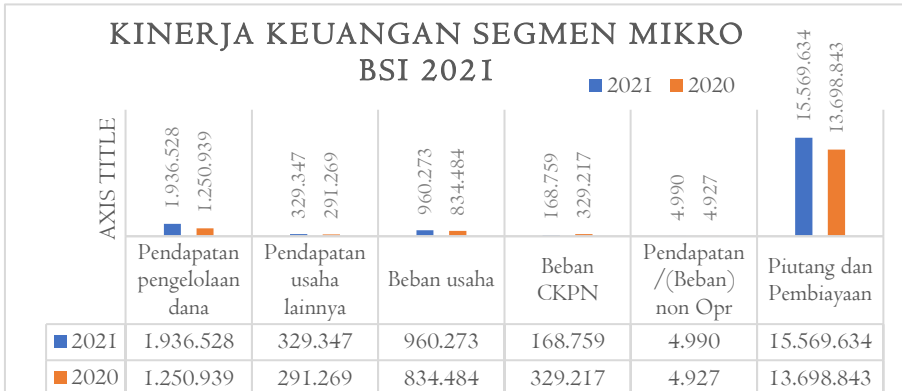 KINERJA KEUANGAN SEGMEN MIKRO
BSI 2021
2021 2020
AXIS TITLE
1.936.528
1.250.939
329.347
291.269
960.273
834.484
168.759
329.217
4.990
4.927
15.569.634
13.698.843
Pendapatan
pengelolaan
dana
Pendapatan
usaha
lainnya
Beban usaha
Beban
CKPN
Pendapatan
/(Beban)
non Opr
Piutang dan
Pembiayaan
2021 1.936.528 329.347 960.273 168.759 4.990 15.569.634
2020 1.250.939 291.269 834.484 329.217 4.927 13.698.843